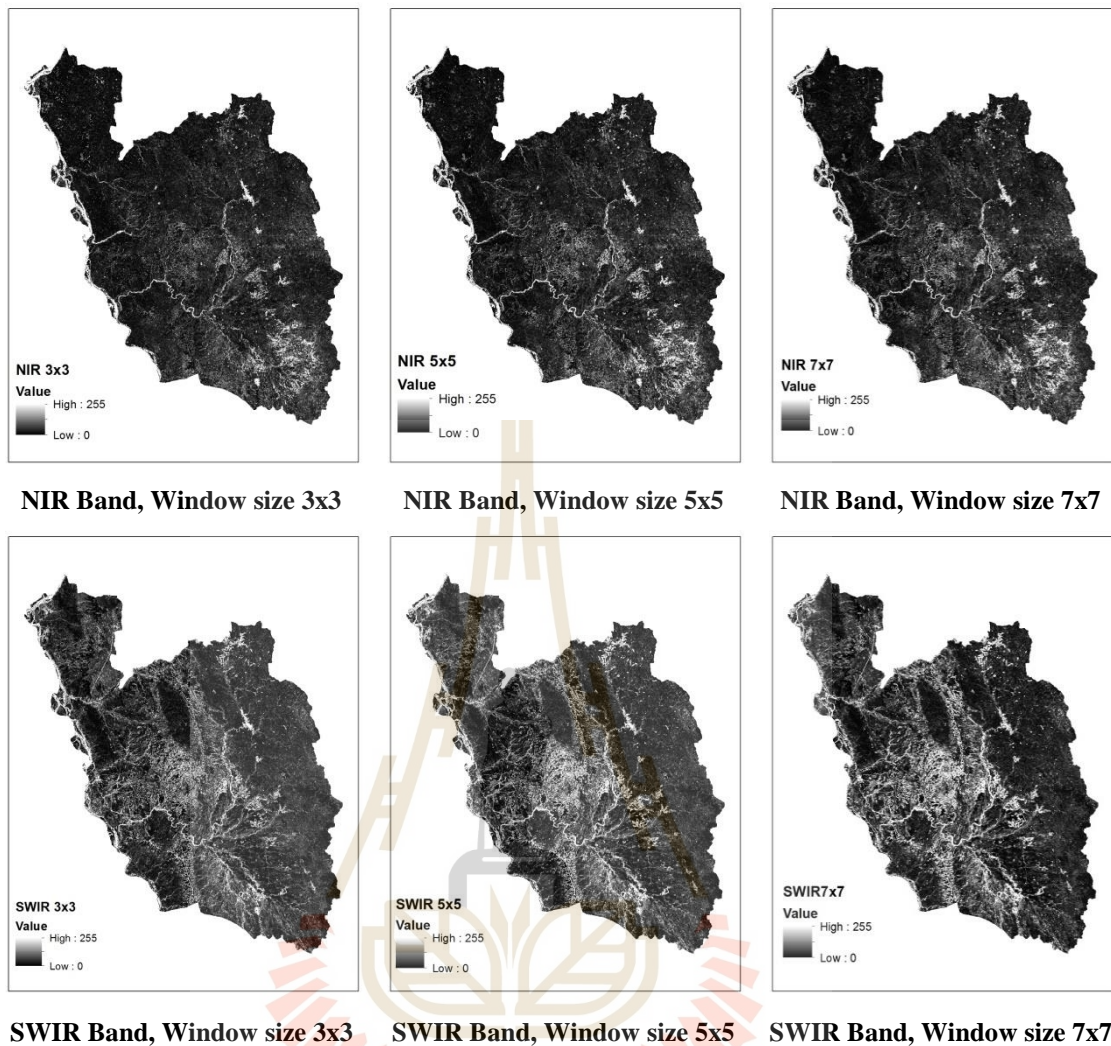 NIR 3x3
Value
High : 255
Low : 0
NIR 5x5
Value
High : 255
Low : 0
NIR 7x7
Value
High : 255
Low : 0
NIR Band, Window size 3x3
NIR Band, Window size 5x5
NIR Band, Window size 7x7
SWIR 3x3
Value
High : 255
Low : 0
SWIR 5x5
Value
High : 255
Low : 0
SWIR7x7
Value
High : 255
Low : 0
SWIR Band, Window size 3x3
SWIR Band, Window size 5x5
SWIR Band, Window size 7x7